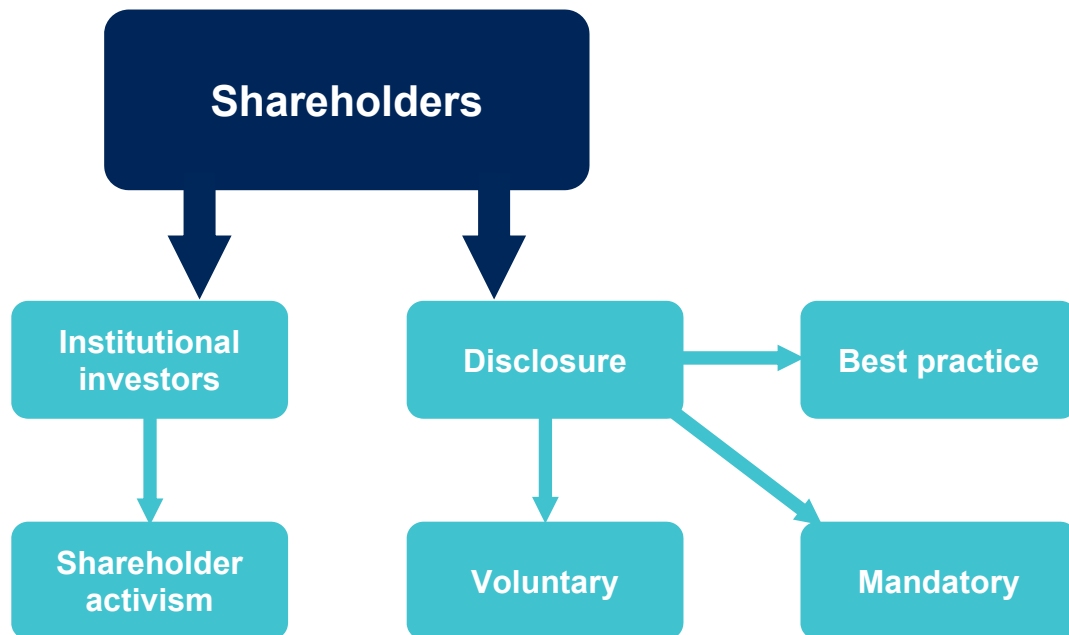 Shareholders
Institutional
investors
Disclosure
Best practice
Shareholder
activism
Voluntary
Mandatory